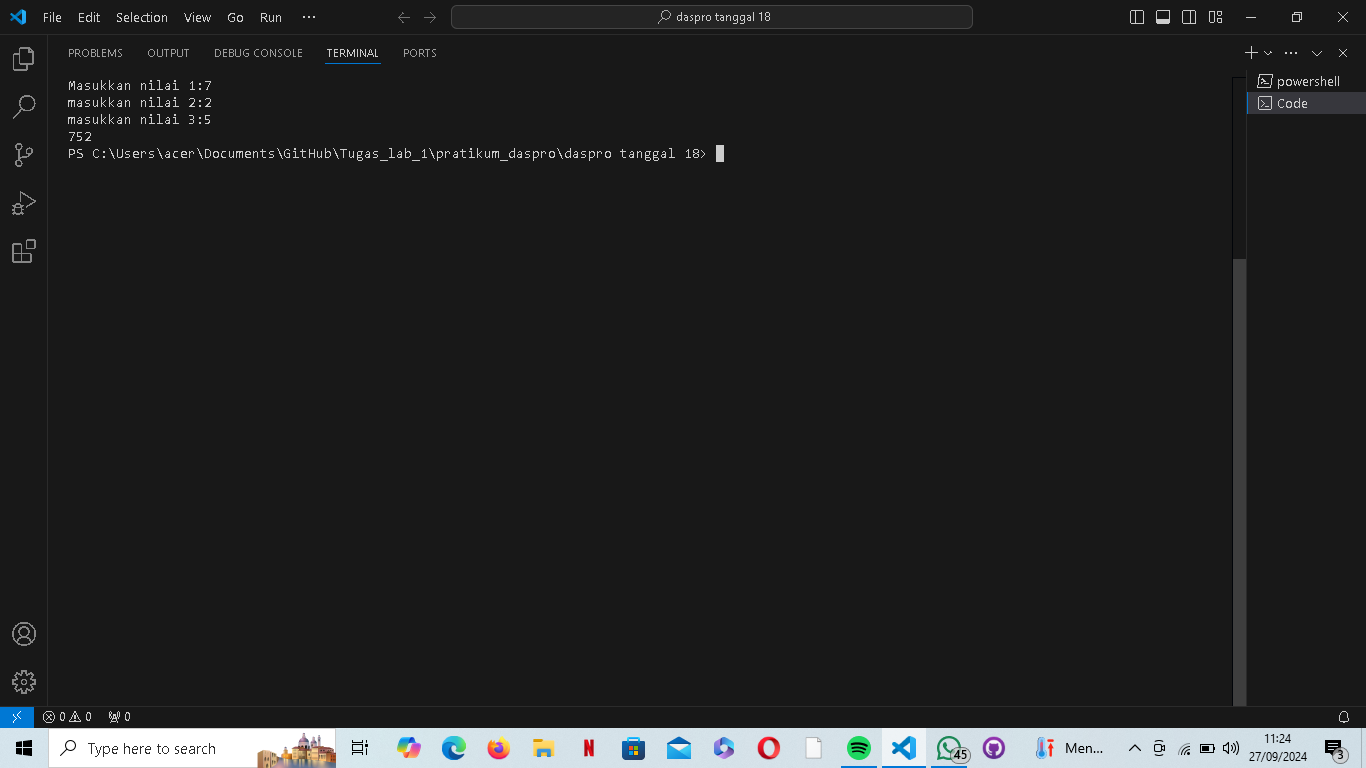 File Edit Selection View Go Run ··· daspro tanggal 18
PROBLEMS OUTPUT DEBUG CONSOLE TERMINAL PORTS
Masukkan nilai 1:7
masukkan nilai 2:2
masukkan nilai 3:5
752
PS C:\Users\acer\Documents\GitHub\Tugas_lab_1\pratikum_daspro\daspro tanggal 18>
powershell
Code
0 0 0
Type here to search
N
45
Men...
11:24
27/09/2024
3